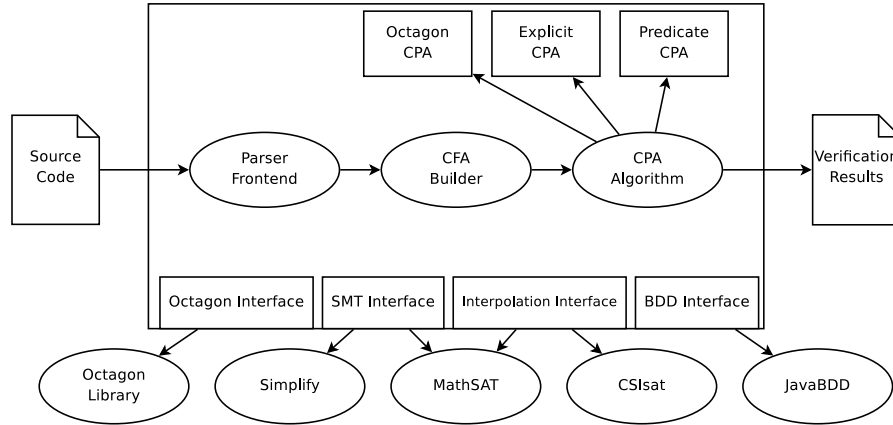 Octagon
CPA
Explicit
CPA
Predicate
CPA
Source
Code
Parser
Frontend
CFA
Builder
CPA
Algorithm
Verification
Results
Octagon Interface
SMT Interface
Interpolation Interface
BDD Interface
Octagon
Library
Simplify
MathSAT
CSIsat
JavaBDD